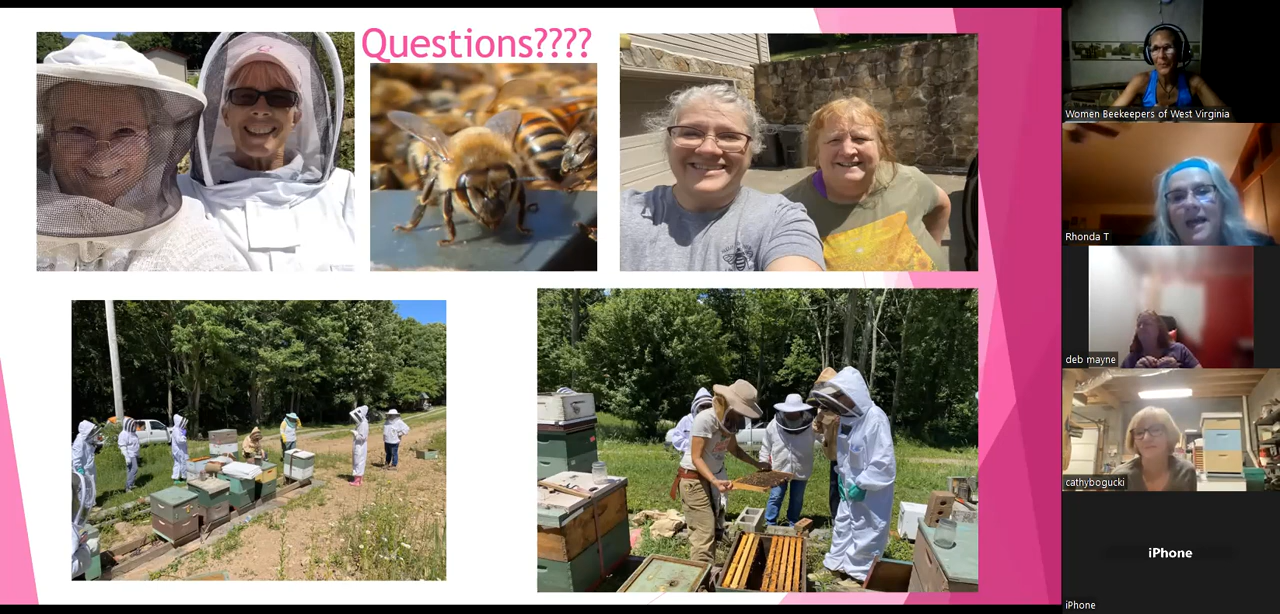 Questions????
Women Beekeepers of West Virginia
Rhonda T
deb mayne
cathybogucki
iPhone
iPhone